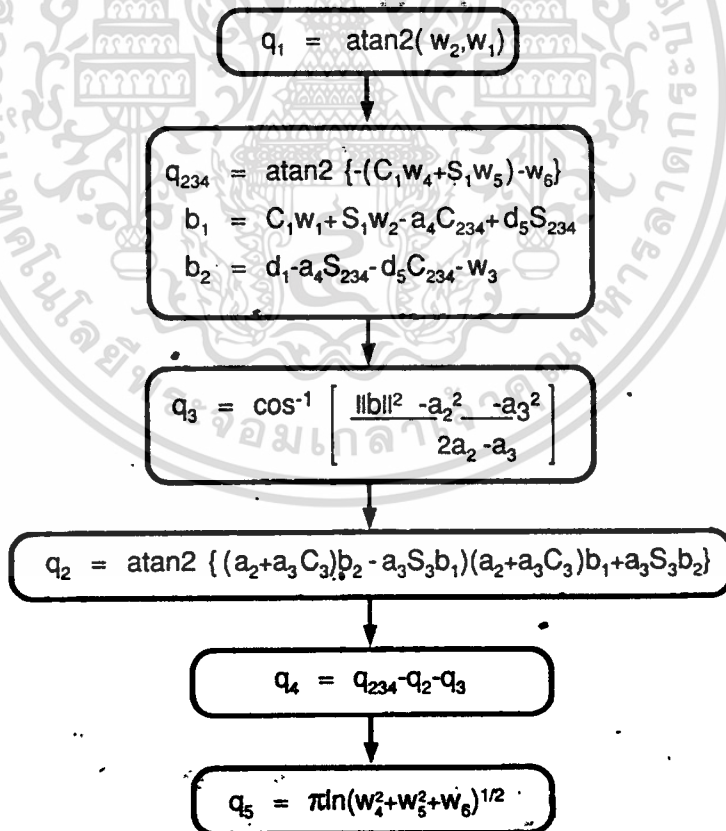 q₁ = atan2( w₂,w₁)
q₂₃₄ = atan2 {-(C₁w₄+S₁w₅)-w₆}
b₁ = C₁w₁+S₁w₂-a₄C₂₃₄+d₅S₂₃₄
b₂ = d₁-a₄S₂₃₄-d₅C₂₃₄-w₃
q₃ = cos⁻¹ [ llbll² -a₂² -a₃²
2a₂ -a₃ ]
q₂ = atan2 {(a₂+a₃C₃)b₂ - a₃S₃b₁)(a₂+a₃C₃)b₁+a₃S₃b₂}
q₄ = q₂₃₄-q₂-q₃
q₅ = πln(w₄²+w₅²+w₆)¹/²